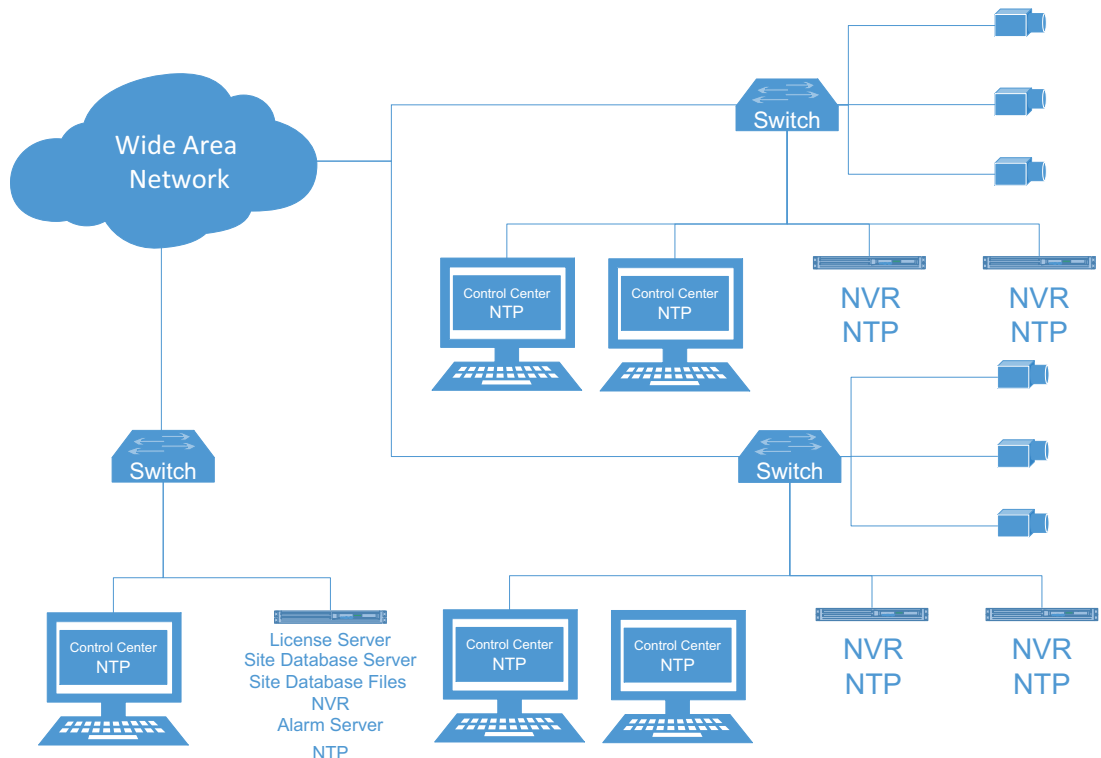 Wide Area
Network
Switch
Control Center
NTP
Control Center
NTP
NVR
NTP
NVR
NTP
Switch
Switch
Control Center
NTP
License Server
Site Database Server
Site Database Files
NVR
Alarm Server
NTP
Control Center
NTP
Control Center
NTP
NVR
NTP
NVR
NTP